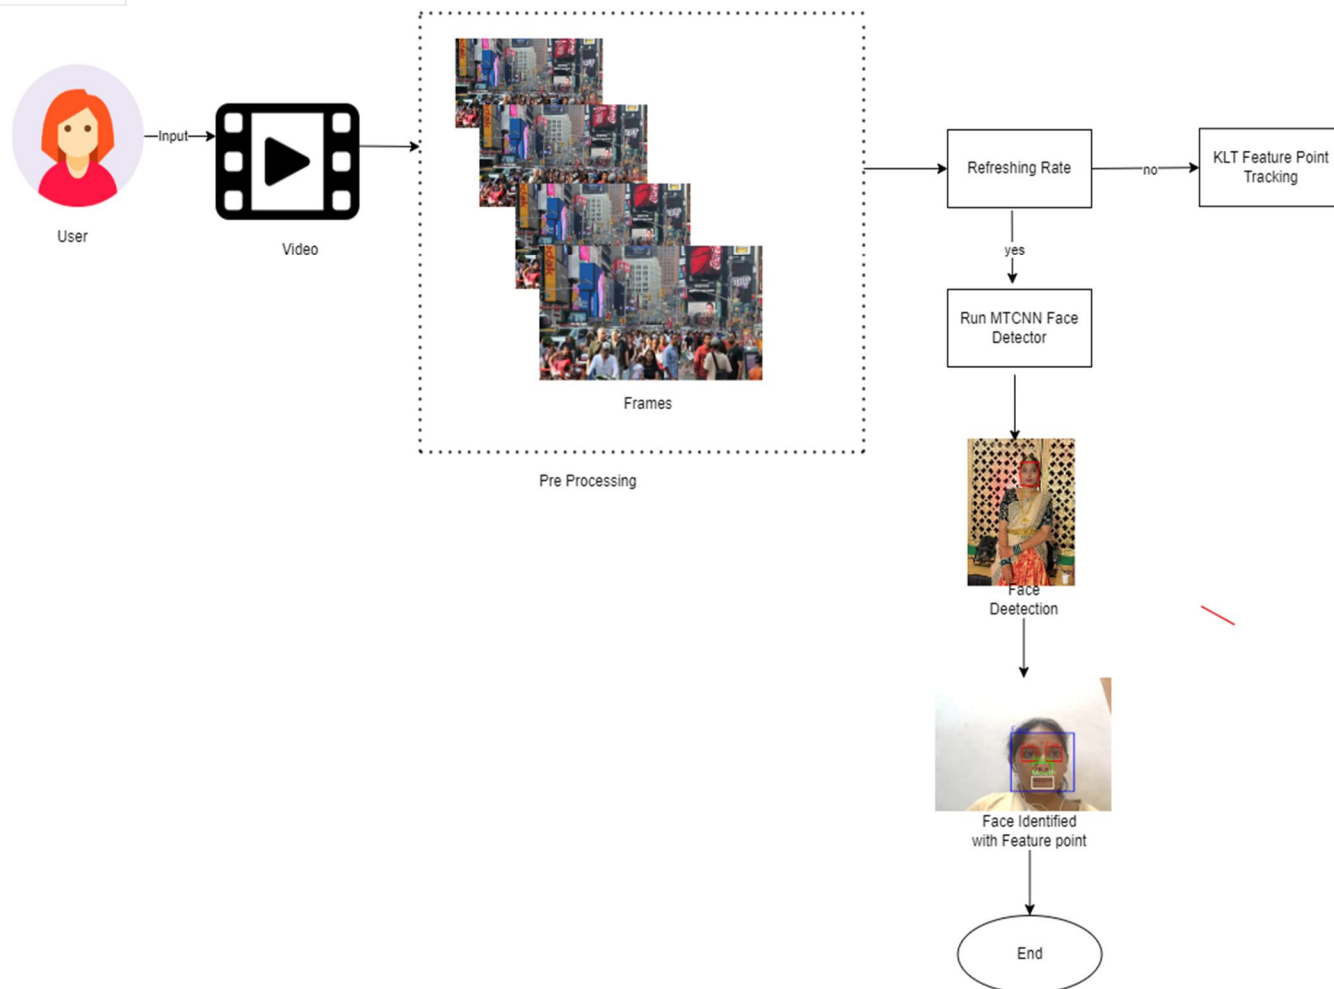 Input
User
Video
Frames
Pre Processing
Refreshing Rate
no
KLT Feature Point
Tracking
yes
Run MTCNN Face
Detector
Face
Deetection
Face Identified
with Feature point
End